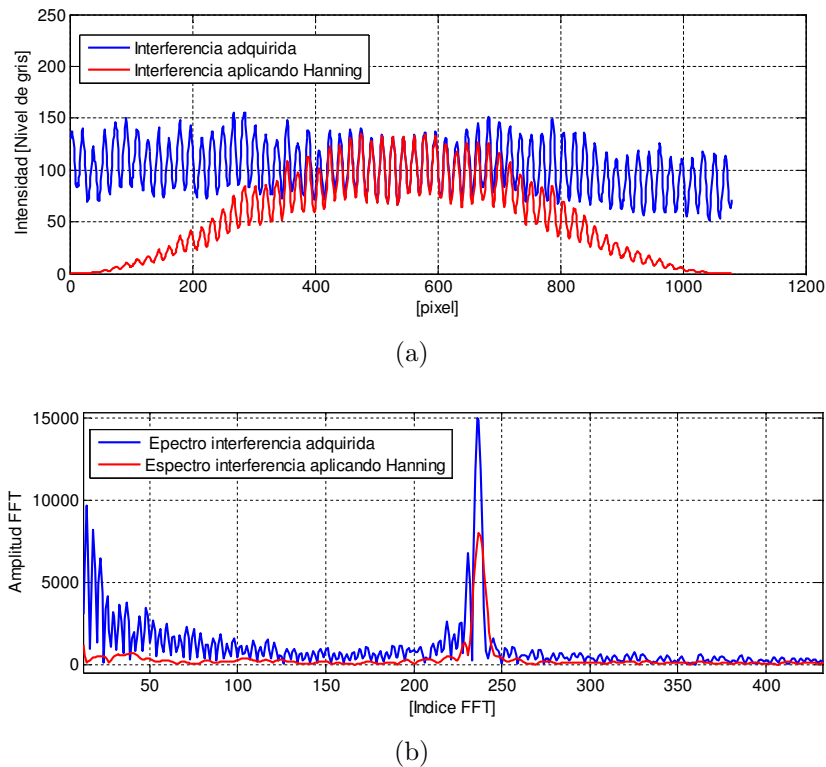 250
200
150
100
50
0
Intensidad [Nivel de gris]
Interferencia adquirida
Interferencia aplicando Hanning
0 200 400 600 800 1000 1200
[pixel]
(a)
15000
10000
5000
0
Amplitud FFT
Epectro interferencia adquirida
Espectro interferencia aplicando Hanning
50 100 150 200 250 300 350 400
[Indice FFT]
(b)